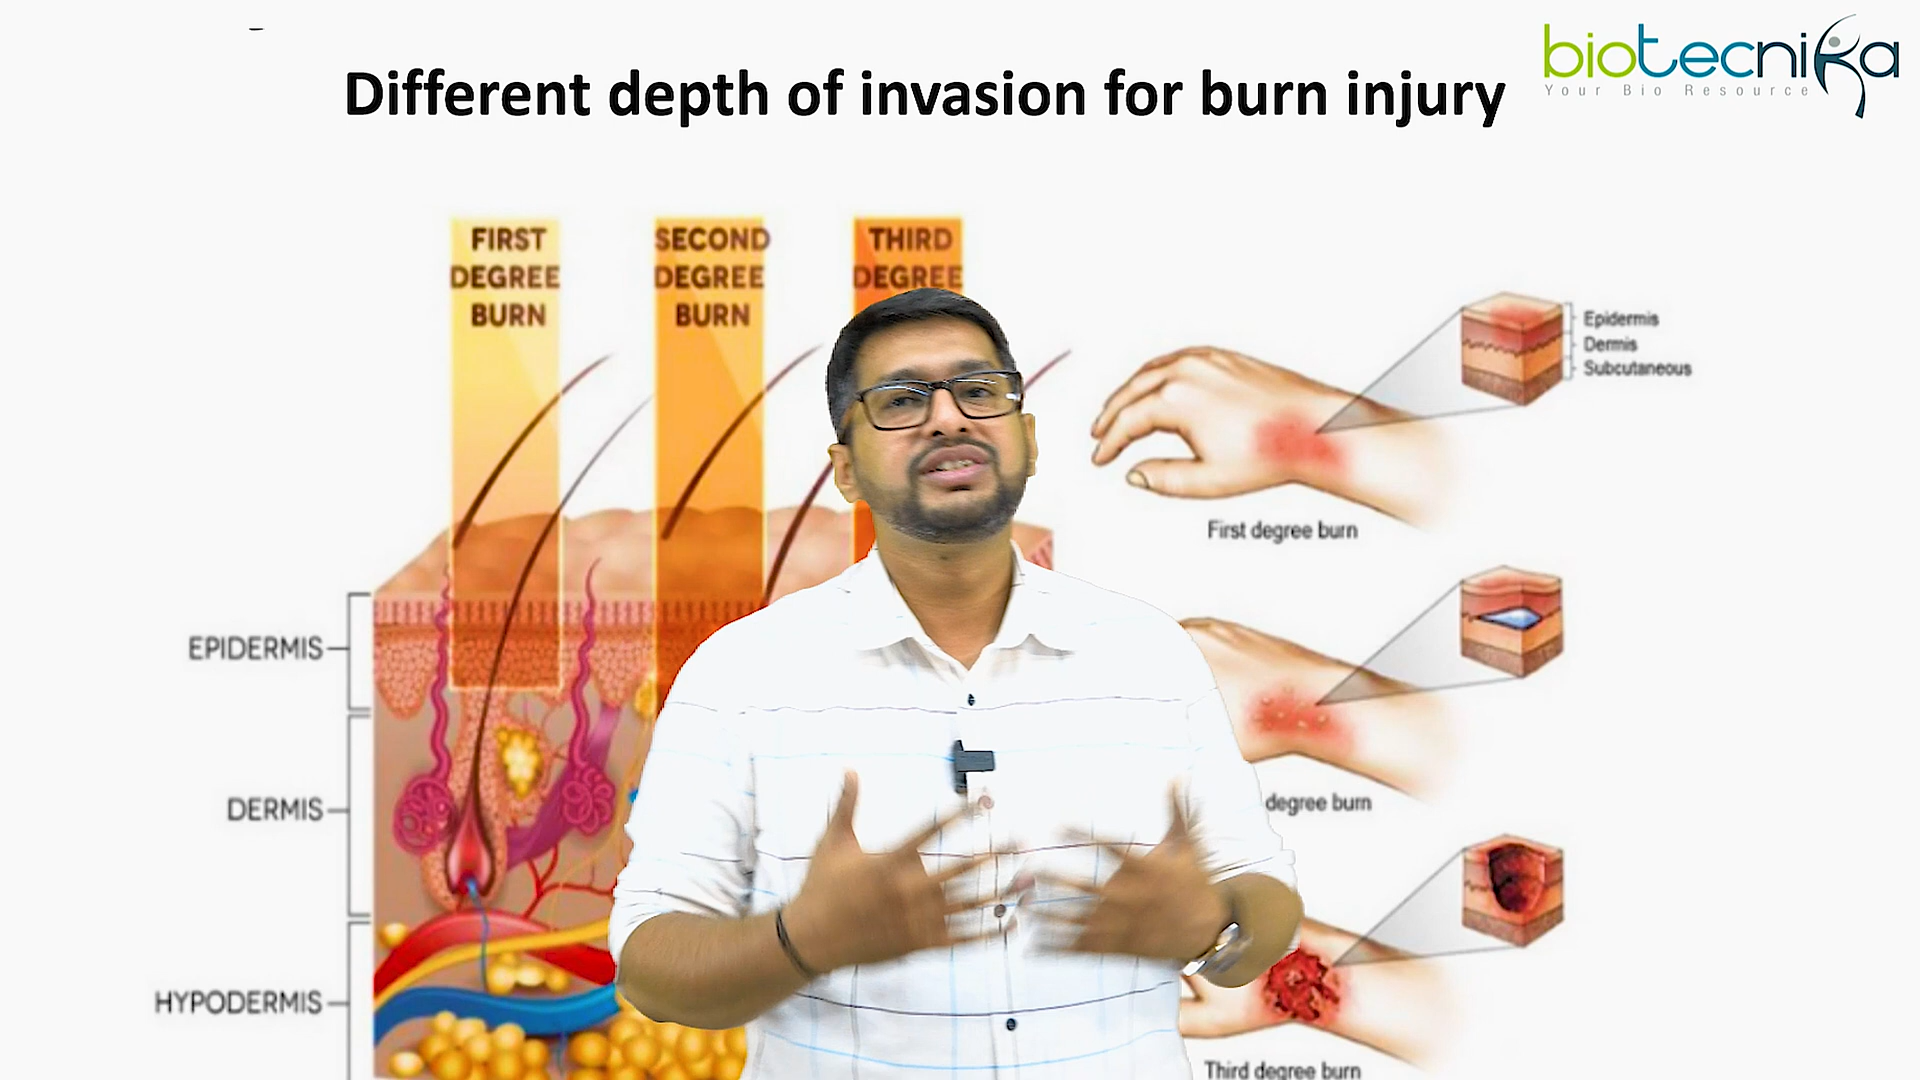 biotecnika
Your Bio Resource
Different depth of invasion for burn injury
FIRST
DEGREE
BURN
SECOND
DEGREE
BURN
THIRD
DEGREE
Epidermis
Dermis
Subcutaneous
First degree burn
EPIDERMIS
DERMIS
degree burn
HYPODERMIS
Third degree burn